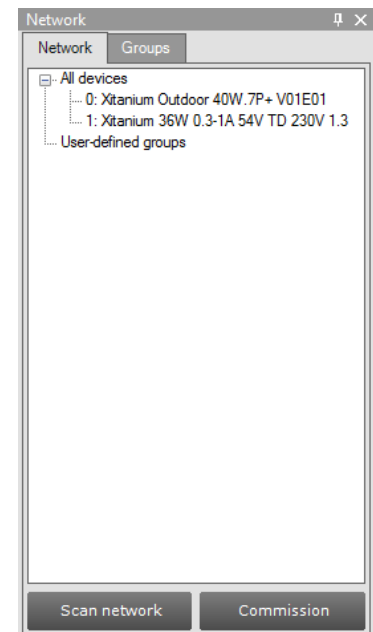 Network
Network Groups
All devices
0: Xitanium Outdoor 40W.7P+ V01E01
1: Xitanium 36W 0.3-1A 54V TD 230V 1.3
User-defined groups
Scan network Commission